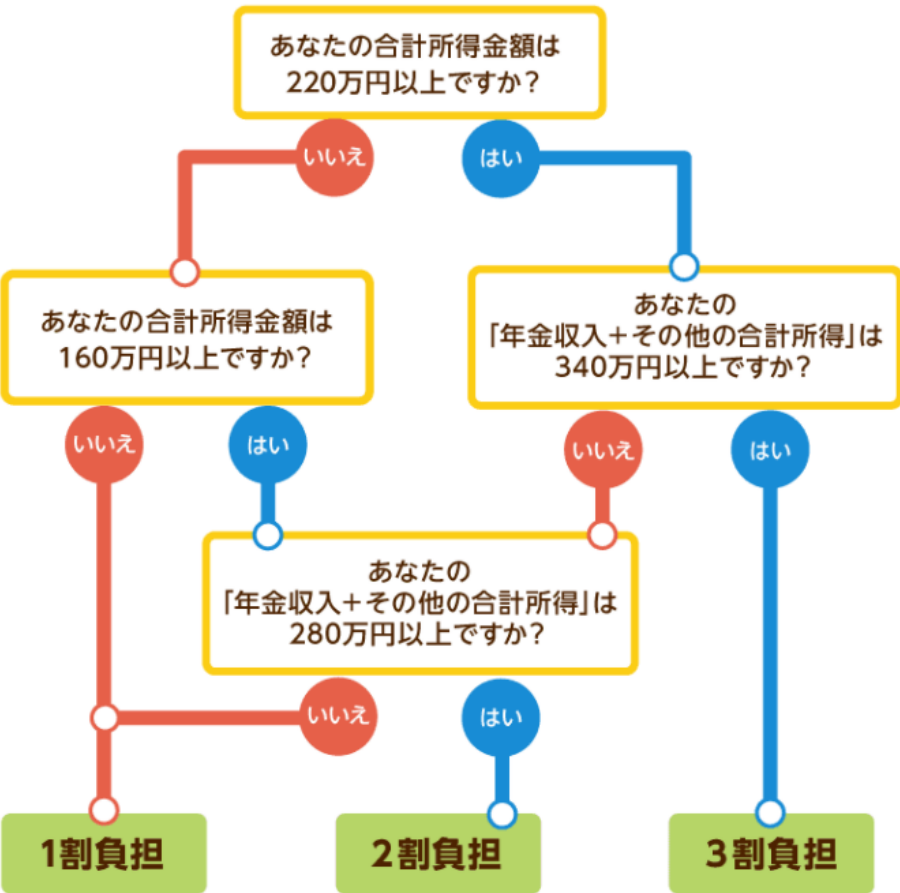 あなたの合計所得金額は
220万円以上ですか?
いいえ
はい
あなたの合計所得金額は
160万円以上ですか?
あなたの
「年金収入+その他の合計所得」は
340万円以上ですか?
いいえ
はい
いいえ
はい
あなたの
「年金収入+その他の合計所得」は
280万円以上ですか?
いいえ
はい
1割負担
2割負担
3割負担